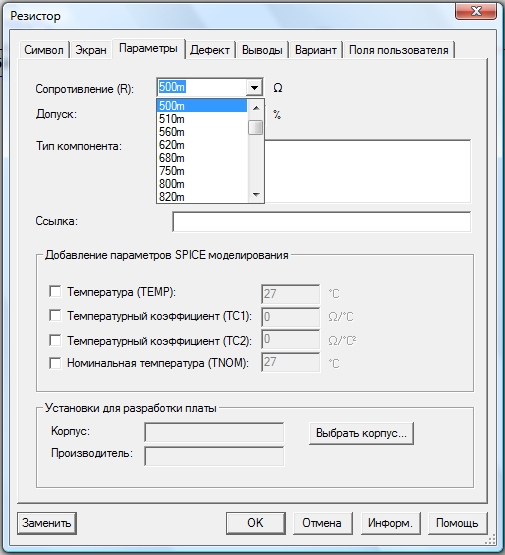 Резистор
Символ Экран Параметры Дефект Выводы Вариант Поля пользователя
Сопротивление (R): 500m Ω
500m
Допуск: %
510m
560m
Тип компонента:
620m
680m
750m
800m
820m
Ссылка:
Добавление параметров SPICE моделирования
Температура (TEMP): 27 °C
Температурный коэффициент (TC1): 0 Ω/°C
Температурный коэффициент (TC2): 0 Ω/°C²
Номинальная температура (TNOM): 27 °C
Установки для разработки платы
Корпус: Выбрать корпус...
Производитель:
Заменить OK Отмена Информ. Помощь